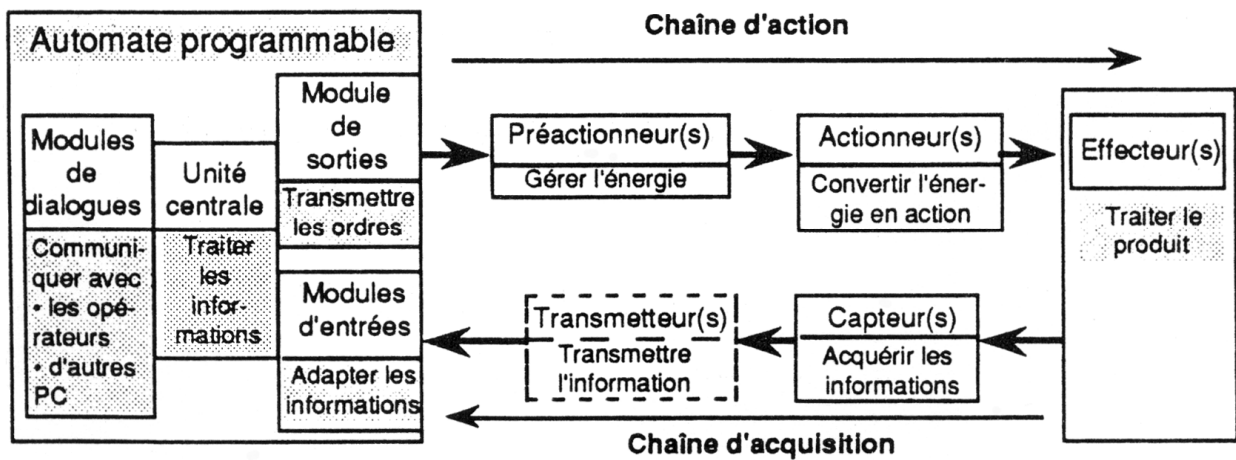 Automate programmable
Modules
de
dialogues
Communi-
quer avec
• les opé-
rateurs
• d'autres
PC
Unité
centrale
Traiter
les
infor-
mations
Module
de
sorties
Transmettre
les ordres
Modules
d'entrées
Adapter les
informations
Chaîne d'action
Préactionneur(s)
Gérer l'énergie
Actionneur(s)
Convertir l'éner-
gie en action
Effecteur(s)
Traiter le
produit
Transmetteur(s)
Transmettre
l'information
Capteur(s)
Acquérir les
informations
Chaîne d'acquisition